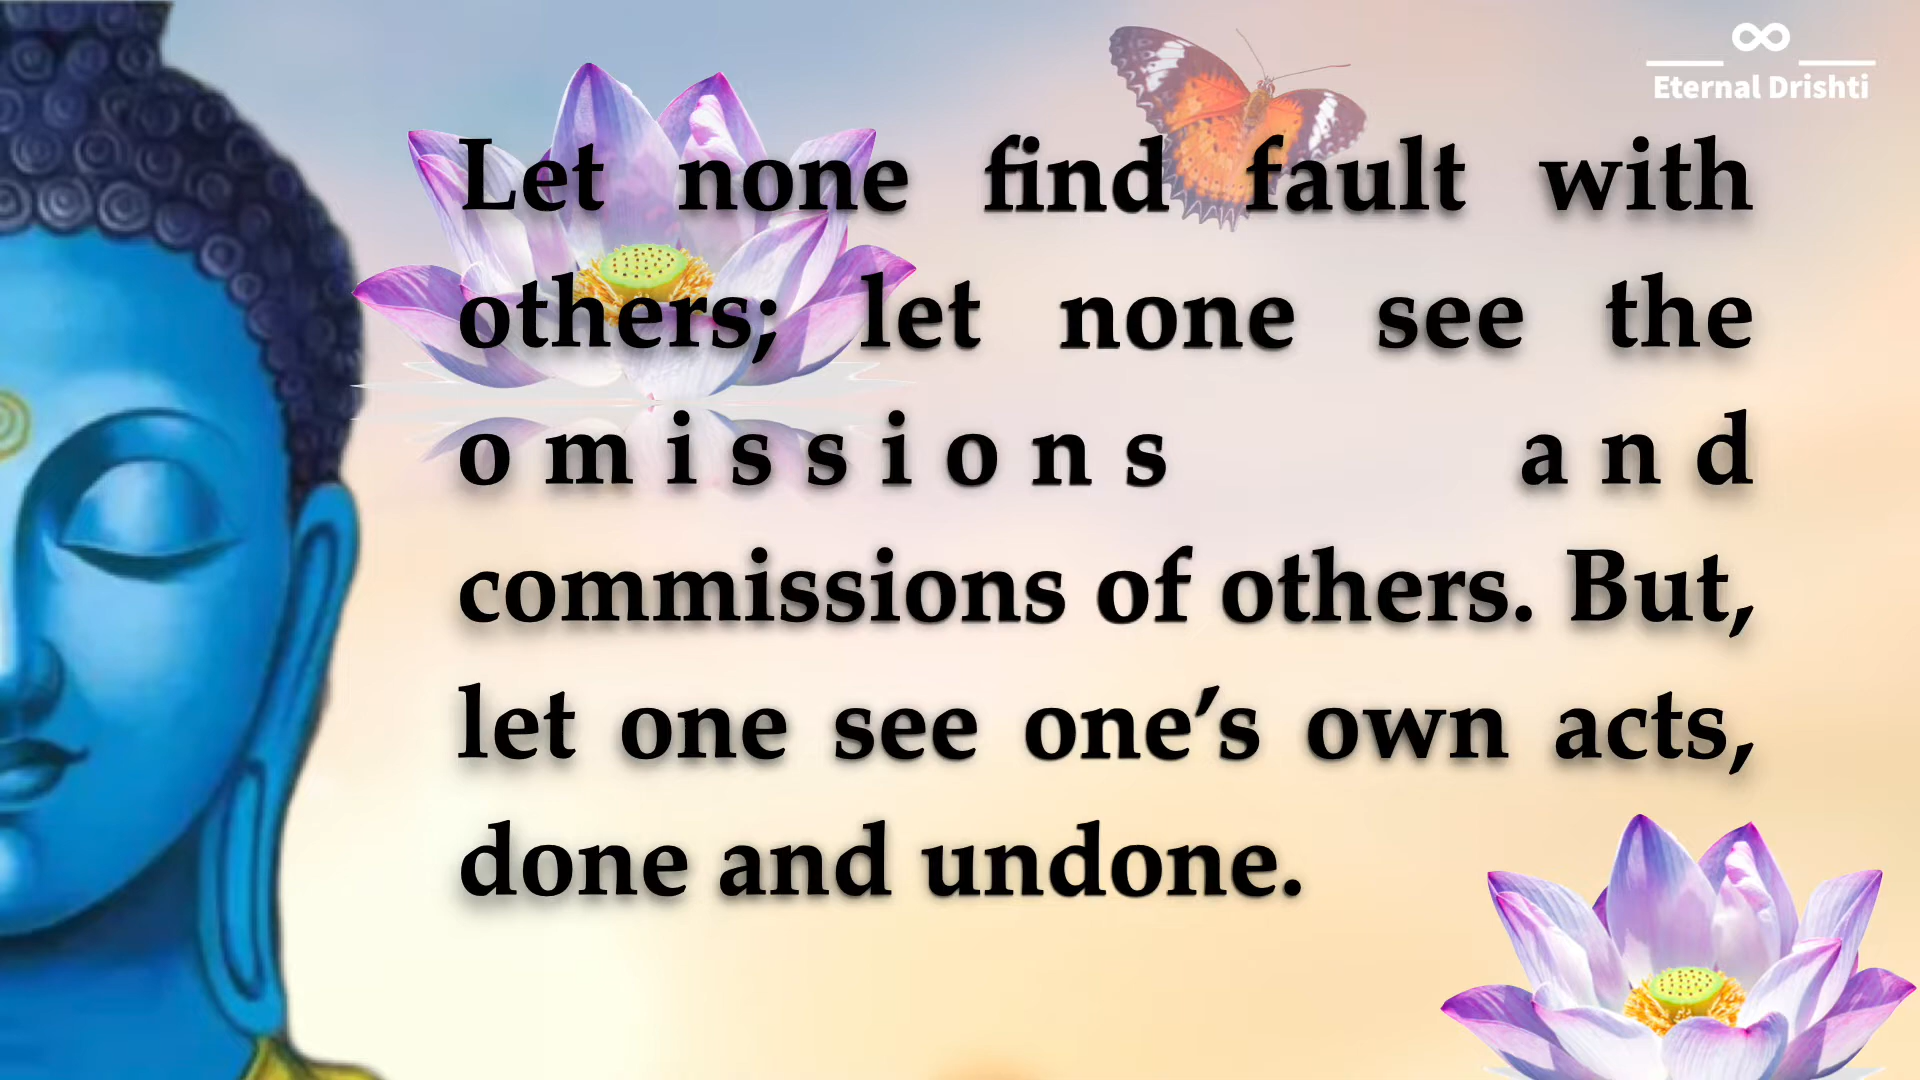 Eternal Drishti
Let none find fault with
others; let none see the
omissions and
commissions of others. But,
let one see one’s own acts,
done and undone.